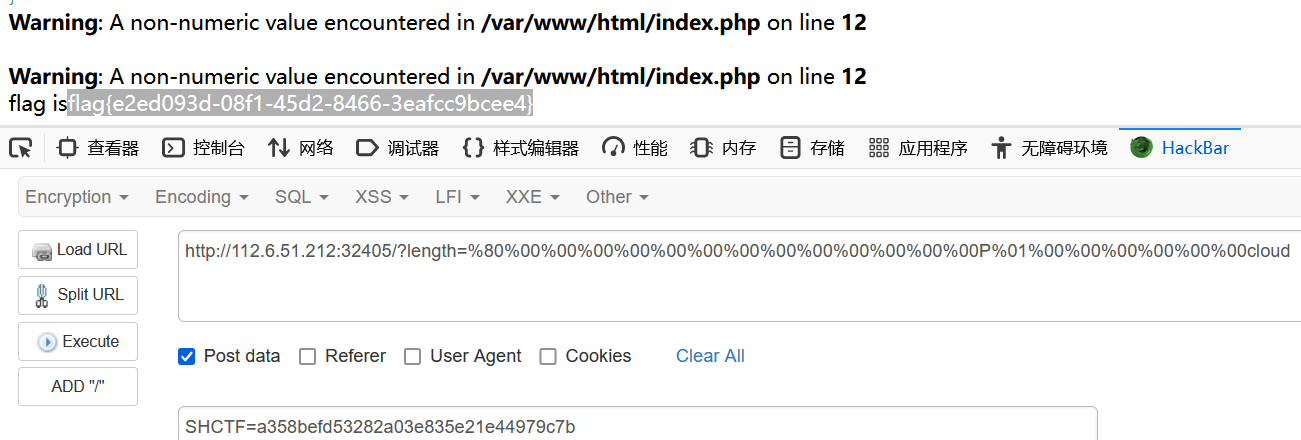 Warning: A non-numeric value encountered in /var/www/html/index.php on line 12
Warning: A non-numeric value encountered in /var/www/html/index.php on line 12
flag isflag{e2ed093d-08f1-45d2-8466-3eafcc9bcee4}
查看器 控制台 网络 调试器 样式编辑器 性能 内存 存储 应用程序 无障碍环境 HackBar
Encryption Encoding SQL XSS LFI XXE Other
Load URL
http://112.6.51.212:32405/?length=%80%00%00%00%00%00%00%00%00%00%00%00%00%00P%01%00%00%00%00%00%00cloud
Split URL
Execute
Post data Referer User Agent Cookies Clear All
ADD "/"
SHCTF=a358befd53282a03e835e21e44979c7b